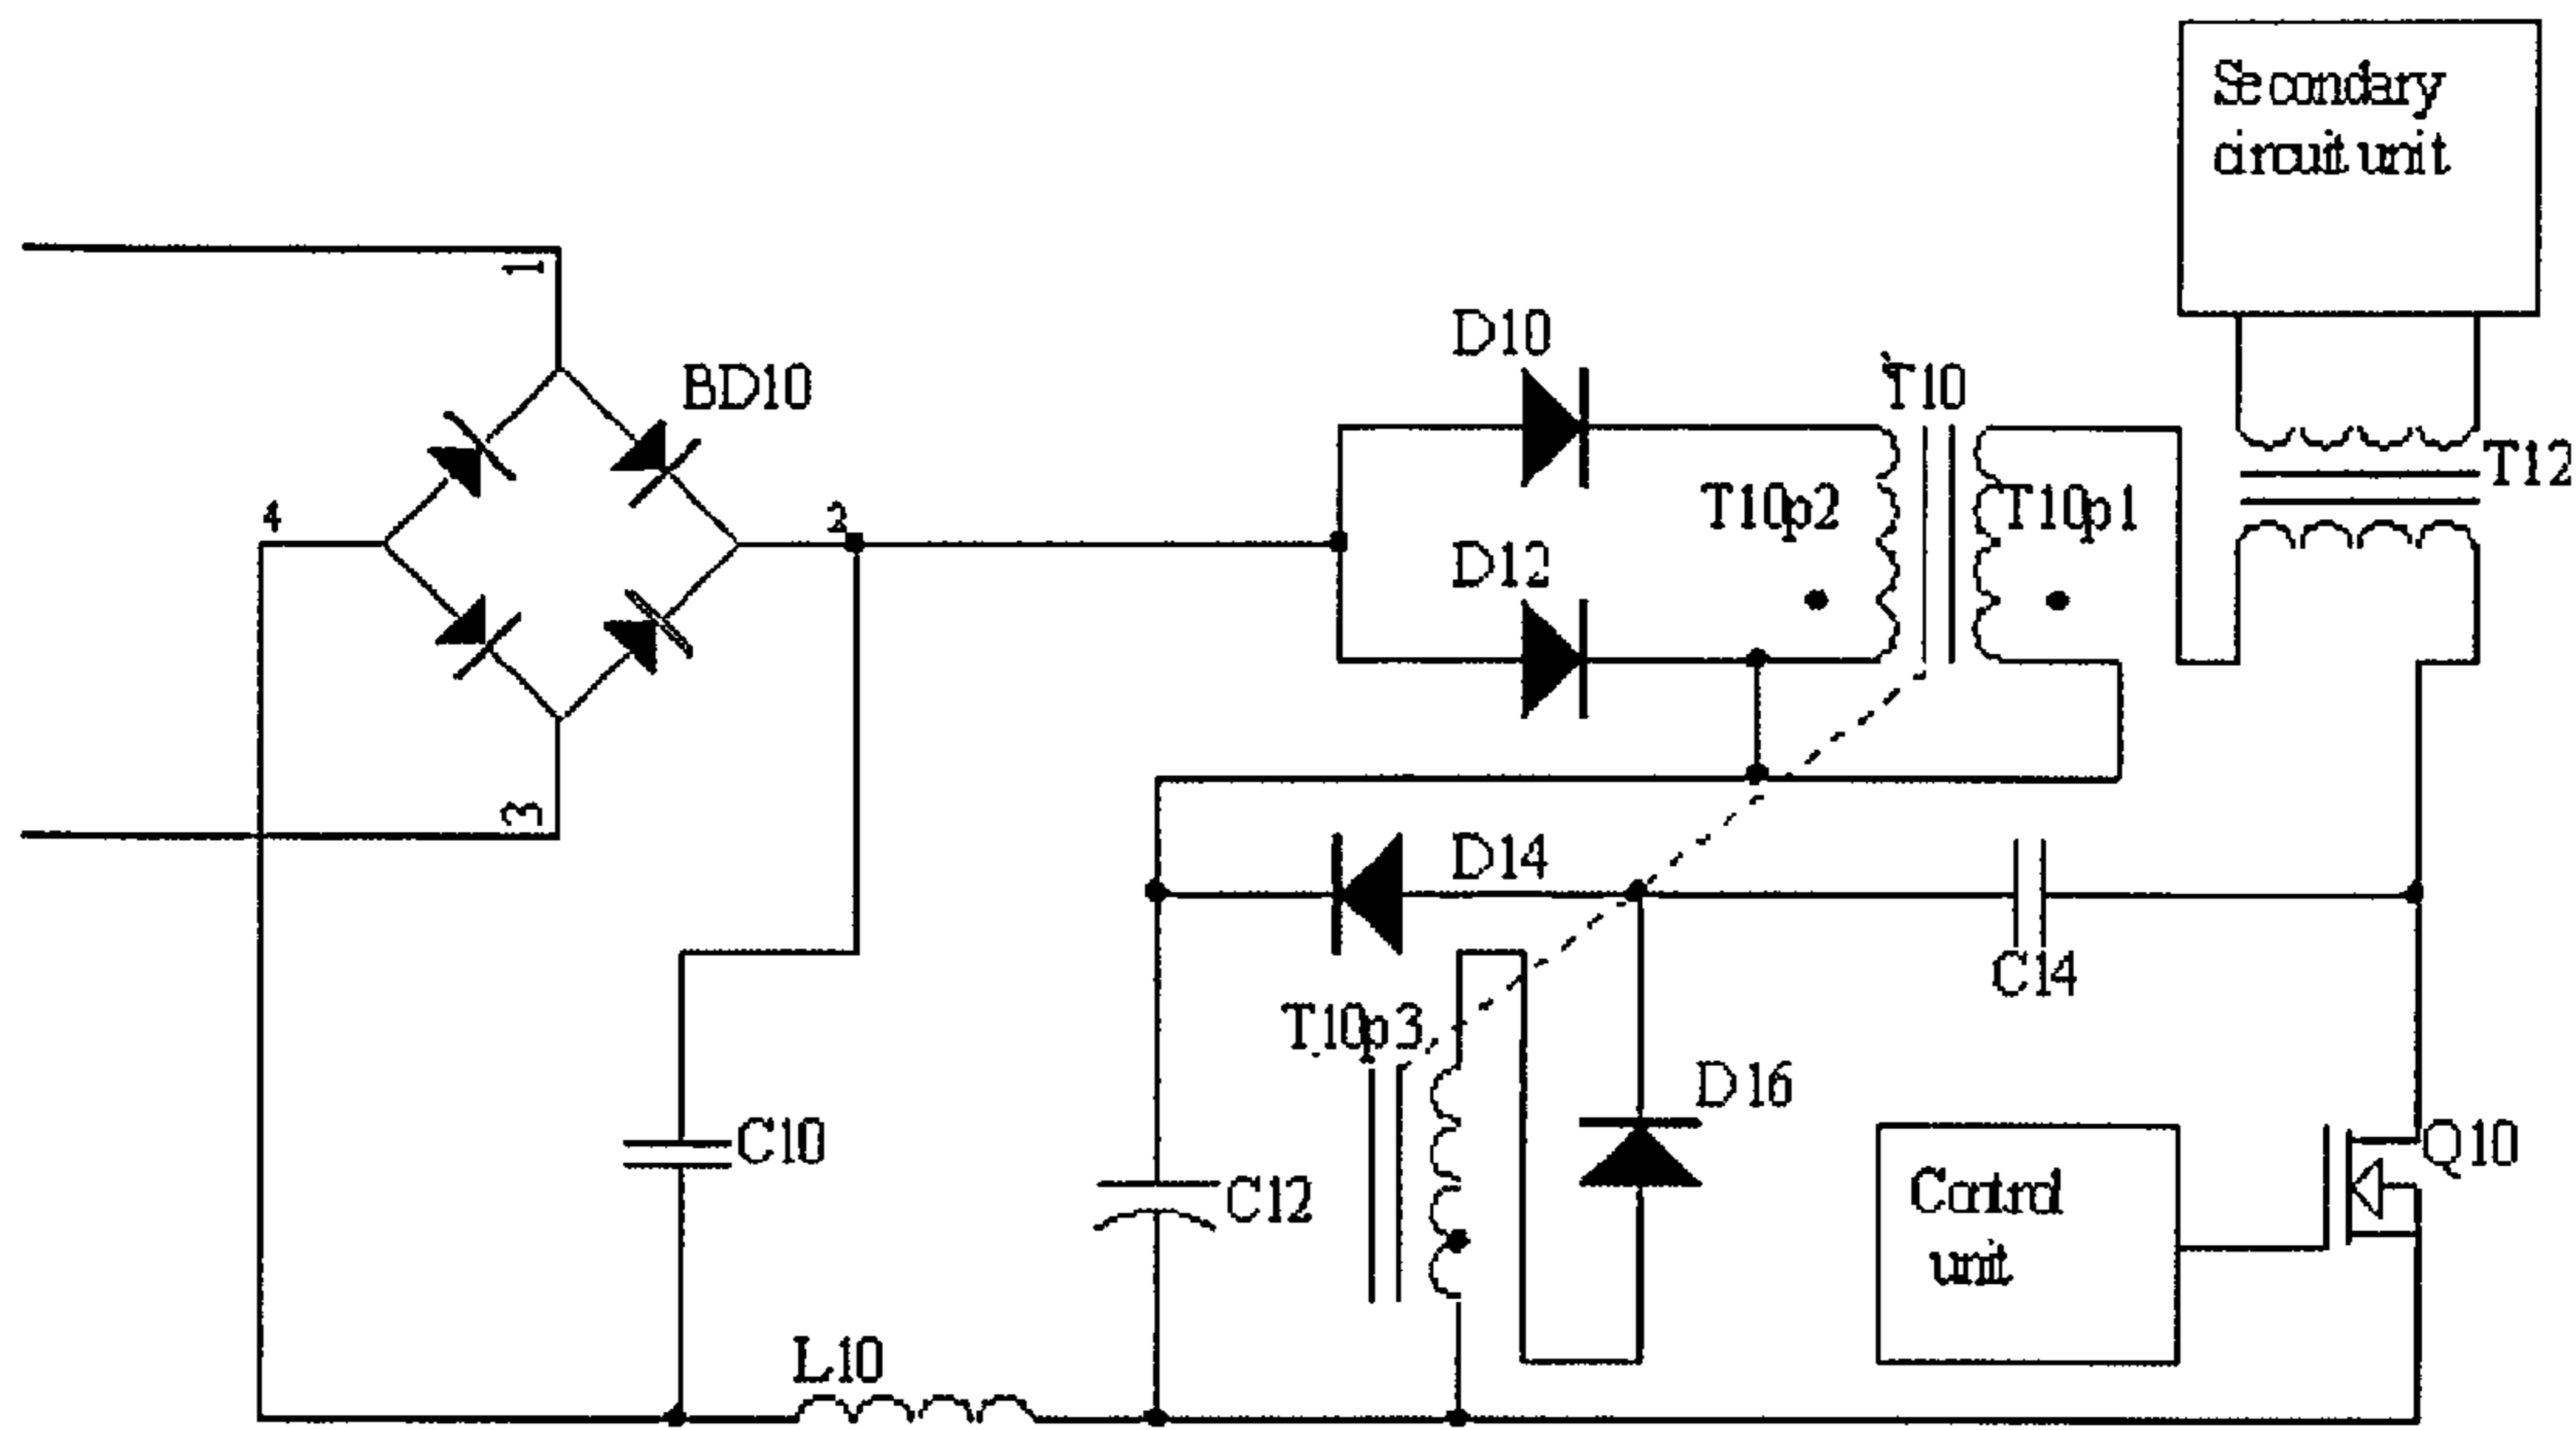 Secondary
circuit unit
1
BD10
D10
T10
T12
4
2
T10p2
T10p1
D12
3
D14
C14
T10p3
D16
C10
C12
Q10
Control
unit
L10